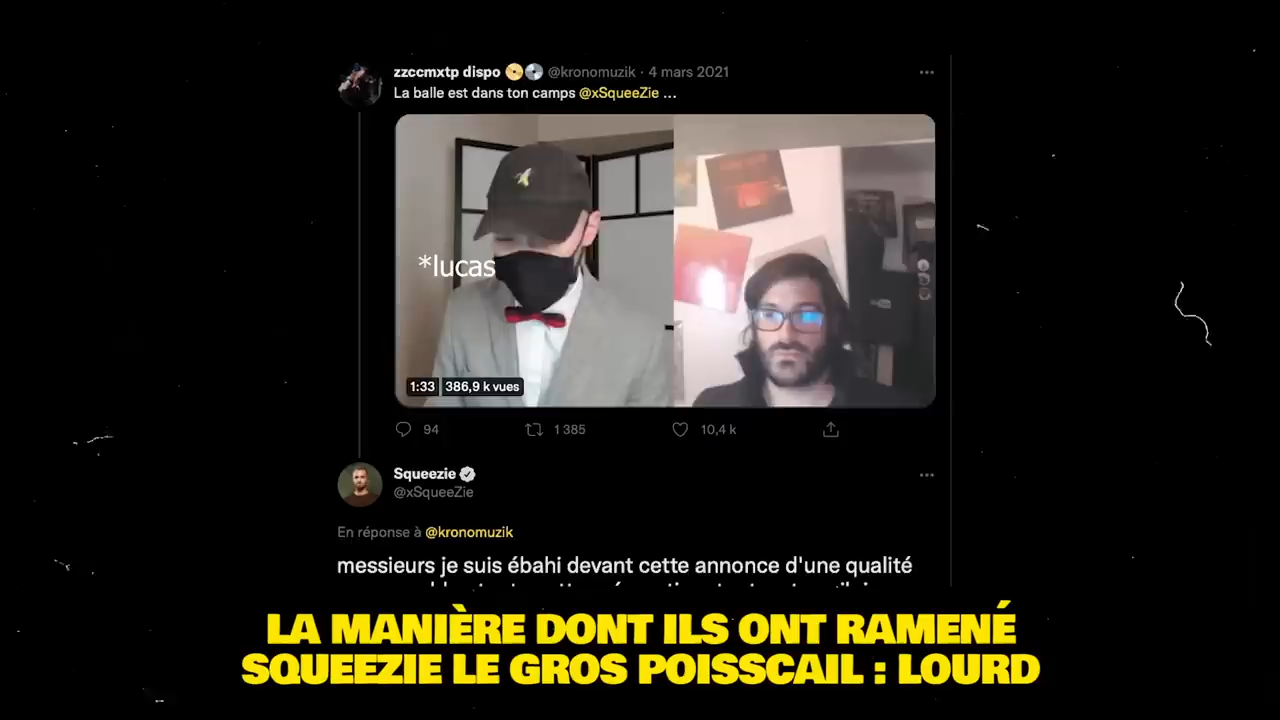 zzccmxtp dispo 📀💿 @kronomuzik · 4 mars 2021
La balle est dans ton camps @xSqueeZie ...
*lucas
1:33 386,9 k vues
94 1 385 10,4 k
Squeezie
@xSqueeZie
En réponse à @kronomuzik
messieurs je suis ébahi devant cette annonce d'une qualité
LA MANIÈRE DONT ILS ONT RAMENÉ
SQUEEZIE LE GROS POISSCAIL : LOURD